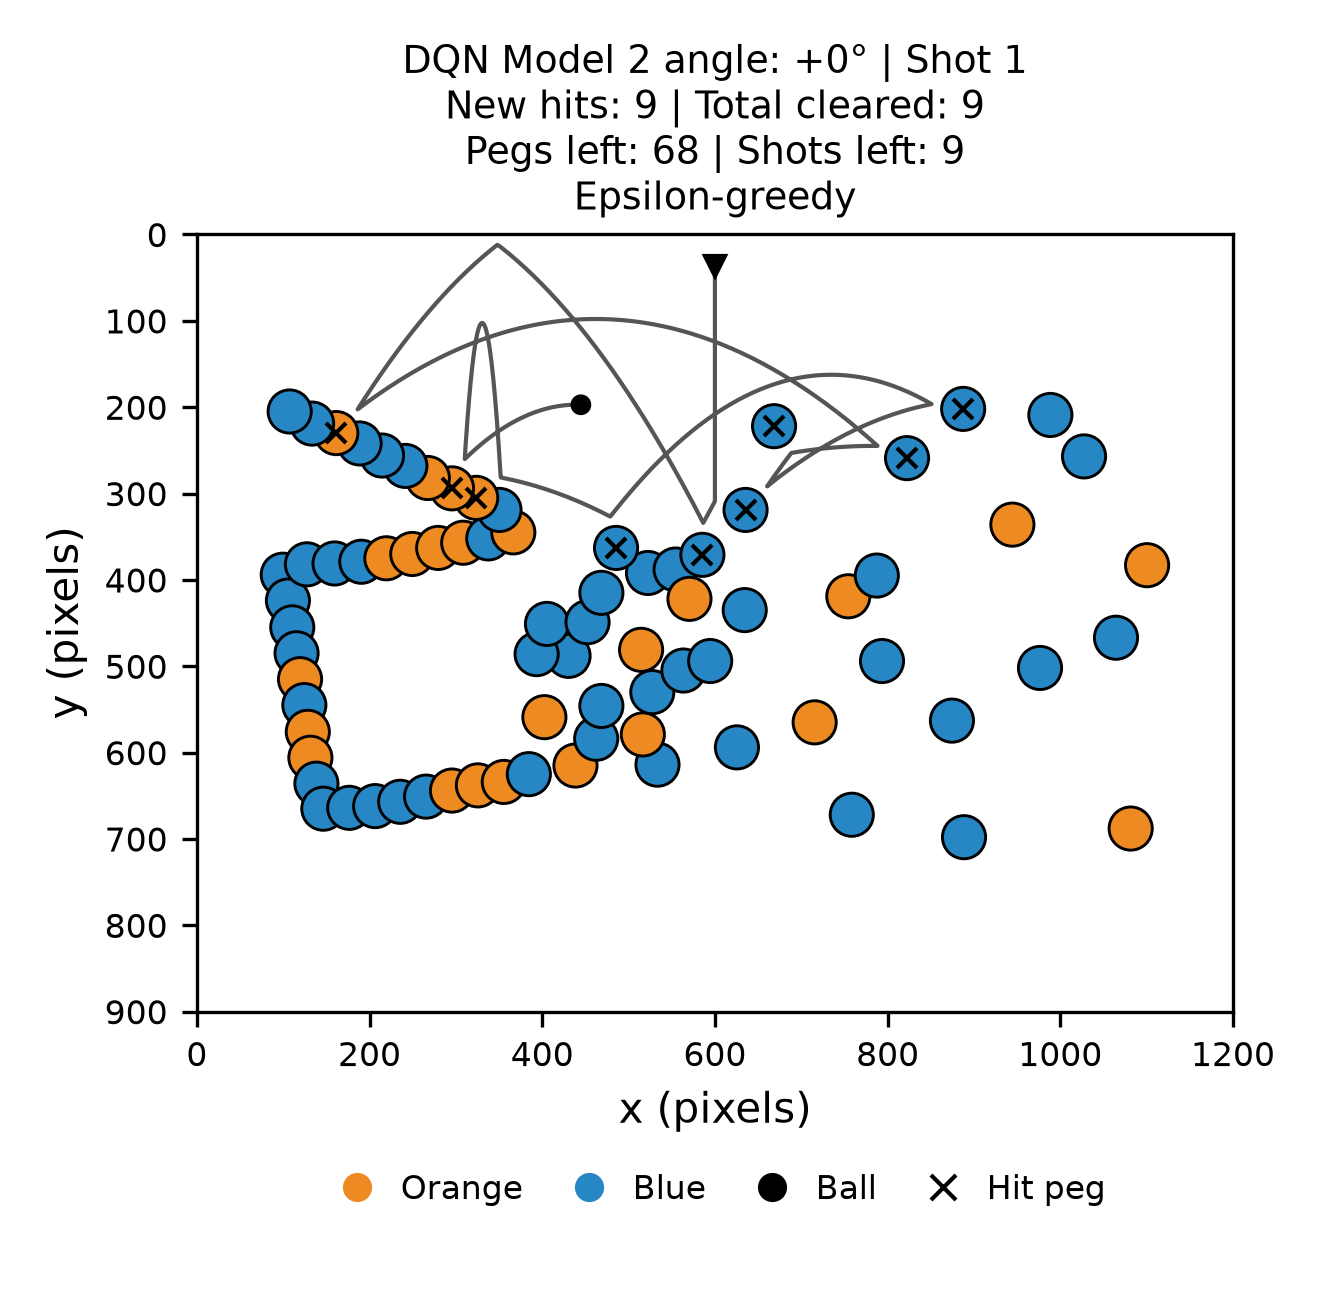 DQN Model 2 angle: +0° | Shot 1
New hits: 9 | Total cleared: 9
Pegs left: 68 | Shots left: 9
Epsilon-greedy
0
100
200
300
400
500
600
700
800
900
y (pixels)
0 200 400 600 800 1000 1200
x (pixels)
Orange Blue Ball Hit peg